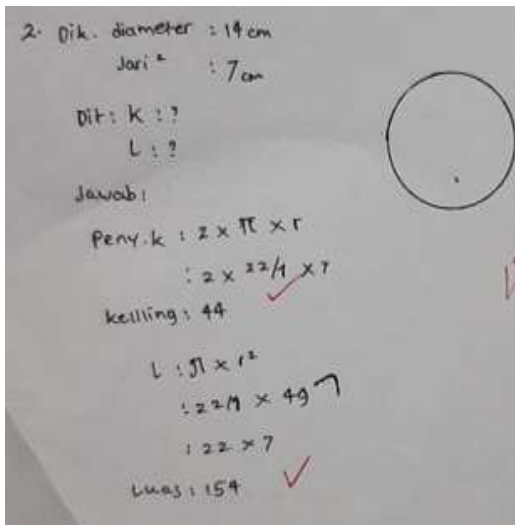 2. Dik. diameter : 14 cm
Jari² : 7 cm
Dit : k : ?
L : ?
Jawab :
Peny. k : 2 × π × r
: 2 × 22/7 × 7
kellling : 44
L : π × r²
: 22/7 × 49 7
: 22 × 7
Luas : 154